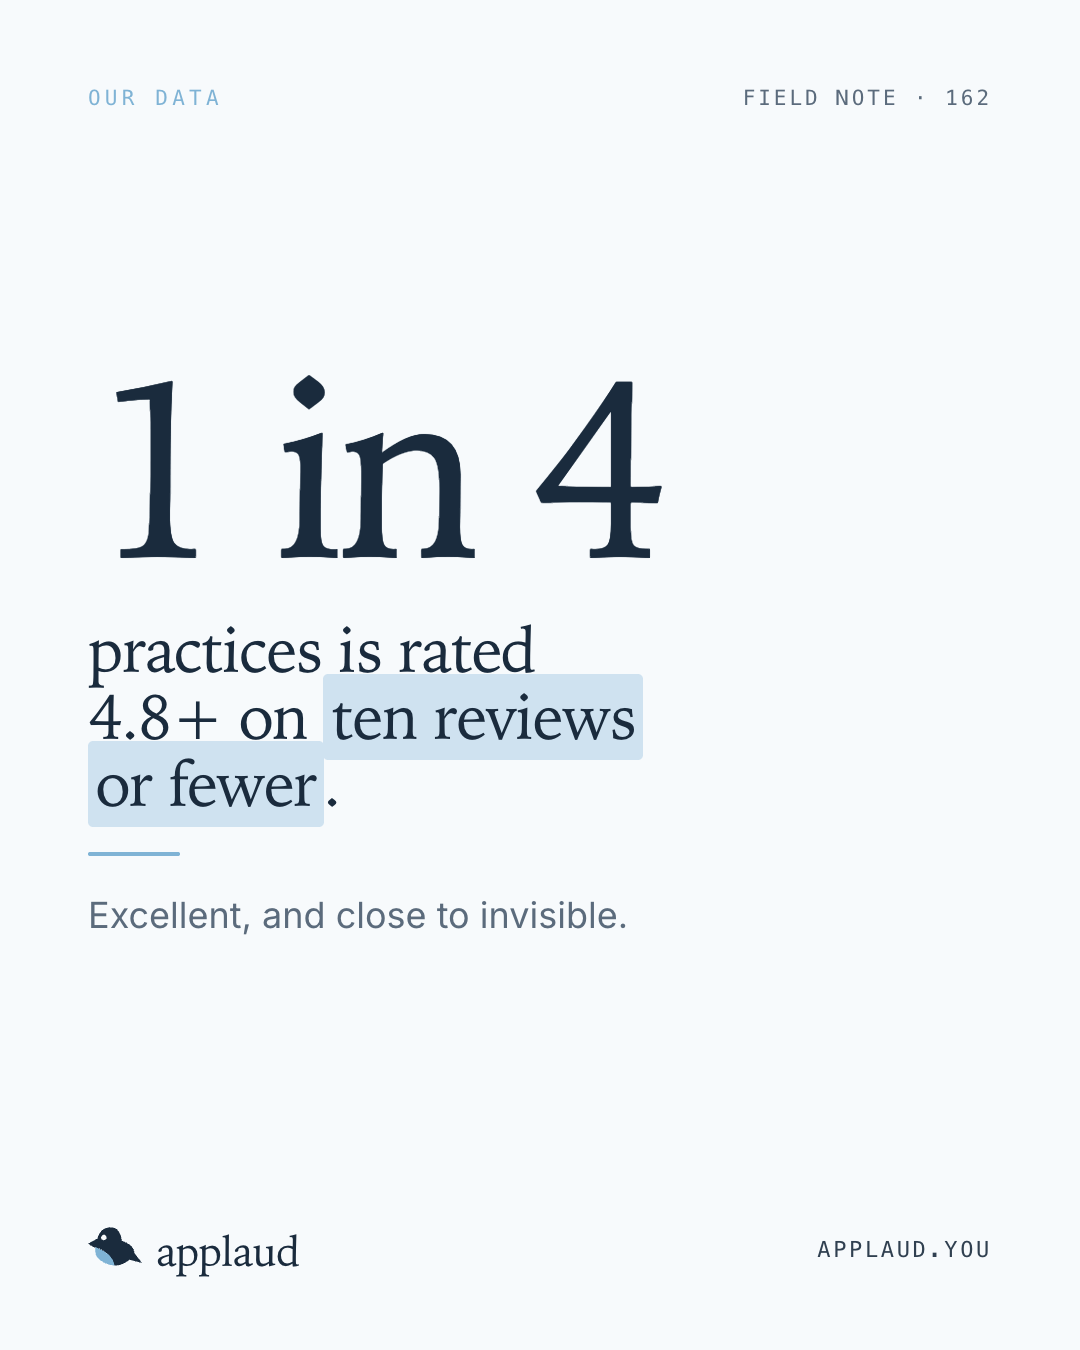 OUR DATA
FIELD NOTE · 162
1 in 4
practices is rated
4.8+ on ten reviews
or fewer.
Excellent, and close to invisible.
applaud
APPLAUD.YOU